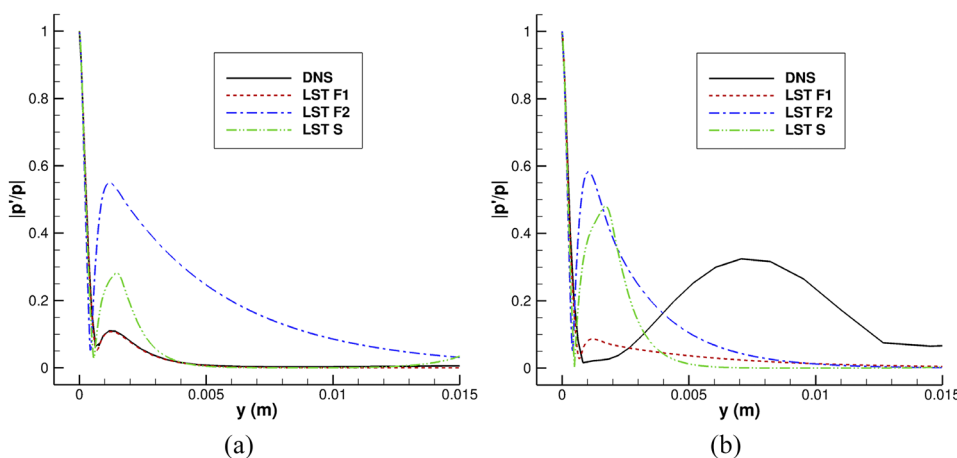 1
0.8
0.6
0.4
0.2
0
|p'/p|
DNS
LST F1
LST F2
LST S
0
0.005
0.01
0.015
y (m)
(a)
1
0.8
0.6
0.4
0.2
0
|p'/p|
DNS
LST F1
LST F2
LST S
0
0.005
0.01
0.015
y (m)
(b)